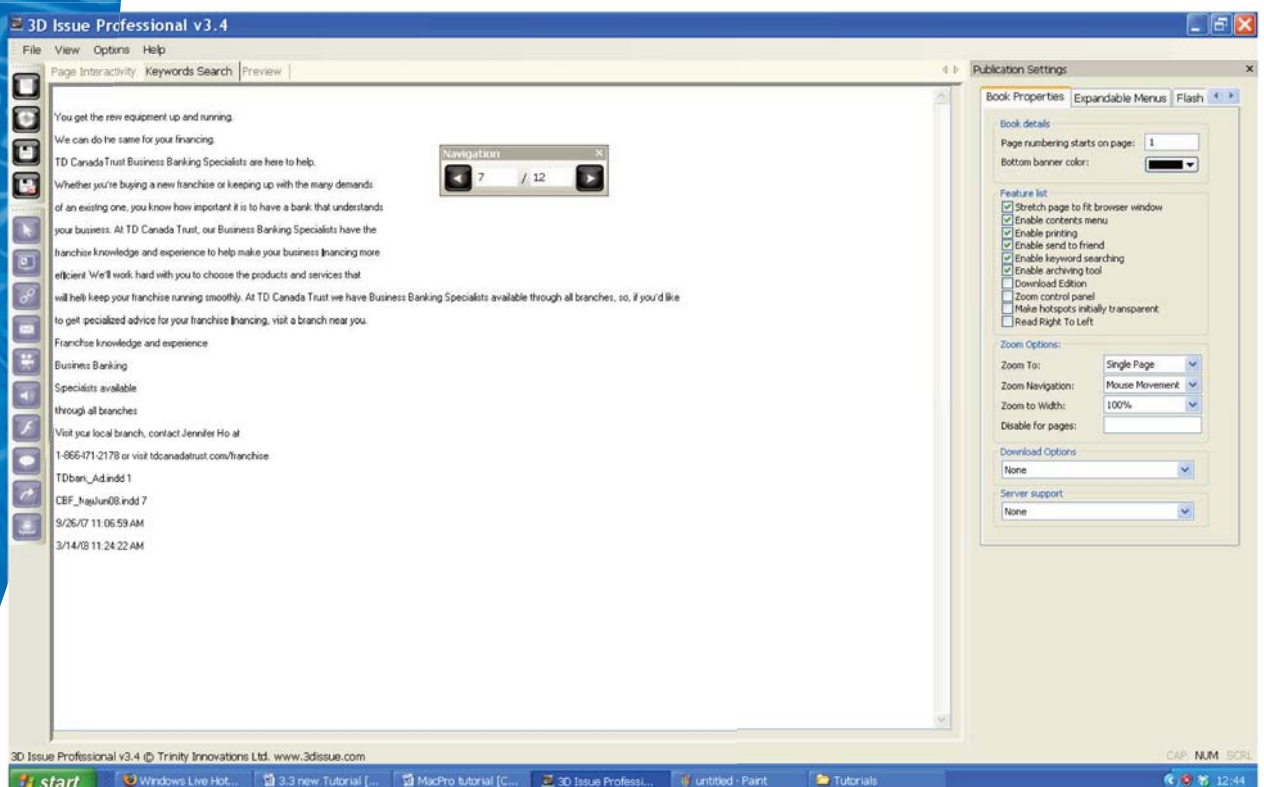 3D Issue Professional v3.4
File View Options Help
Page Interactivity Keywords Search Preview
You get the new equipment up and running.
We can do the same for your financing.
TD Canada Trust Business Banking Specialists are here to help.
Whether you're buying a new franchise or keeping up with the many demands
of an existing one, you know how important it is to have a bank that understands
your business. At TD Canada Trust, our Business Banking Specialists have the
franchise knowledge and experience to help make your business financing more
efficient We'll work hard with you to choose the products and services that
will help keep your franchise running smoothly. At TD Canada Trust we have Business Banking Specialists available through all branches, so, if you'd like
to get specialized advice for your franchise financing, visit a branch near you.
Franchise knowledge and experience
Business Banking
Specialists available
through all branches
Visit your local branch, contact Jennifer Ho at
1-866-471-2178 or visit tdcanadatrust.com/franchise
TDbank_Ad.indd 1
CBF_MayJun08.indd 7
9/26/07 11:06:59 AM
3/14/08 11:24:22 AM
Navigation
7 / 12
Publication Settings
Book Properties Expandable Menus Flash
Book details
Page numbering starts on page: 1
Bottom banner color:
Feature list
Stretch page to fit browser window
Enable contents menu
Enable printing
Enable send to friend
Enable keyword searching
Enable archiving tool
Download Edition
Zoom control panel
Make hotspots initially transparent
Read Right To Left
Zoom Options:
Zoom To: Single Page
Zoom Navigation: Mouse Movement
Zoom to Width: 100%
Disable for pages:
Download Options
None
Server support
None
3D Issue Professional v3.4 © Trinity Innovations Ltd. www.3dissue.com
CAP NUM SCRL
start Windows Live Hot... 3.3 new Tutorial [... MacPro tutorial [C... 3D Issue Professi... untitled - Paint Tutorials 12:44